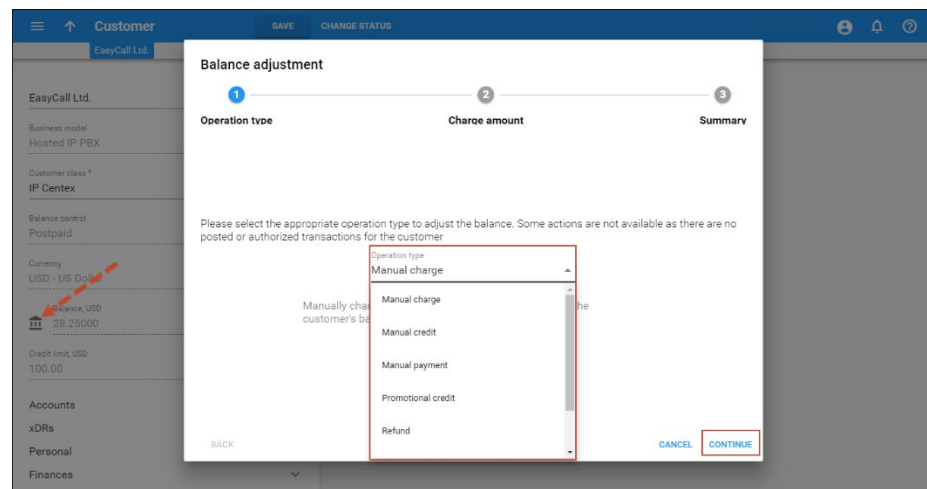 Customer
SAVE
CHANGE STATUS
EasyCall Ltd.
EasyCall Ltd.
Business model
Hosted IP PBX
Customer class *
IP Centex
Balance control
Postpaid
Currency
USD - US Dollar
Balance, USD
28.25000
Credit limit, USD
100.00
Accounts
xDRs
Personal
Finances
Balance adjustment
1
2
3
Operation type
Charge amount
Summary
Please select the appropriate operation type to adjust the balance. Some actions are not available as there are no
posted or authorized transactions for the customer
Operation type
Manual charge
Manually cha
he
customer's ba
Manual charge
Manual credit
Manual payment
Promotional credit
Refund
BACK
CANCEL
CONTINUE